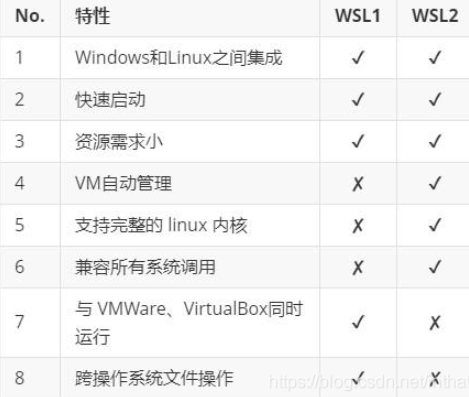 No. 特性 WSL1 WSL2
1 Windows和Linux之间集成 ✓ ✓
2 快速启动 ✓ ✓
3 资源需求小 ✓ ✓
4 VM自动管理 ✗ ✓
5 支持完整的 linux 内核 ✗ ✓
6 兼容所有系统调用 ✗ ✓
7 与 VMWare、VirtualBox同时
运行 ✓ ✗
8 跨操作系统文件操作 ✓ ✗
https://blog.csdn.net/